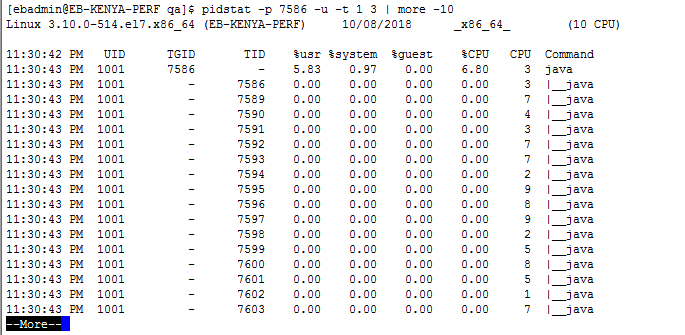 [ebadmin@EB-KENYA-PERF qa]$ pidstat -p 7586 -u -t 1 3 | more -10
Linux 3.10.0-514.el7.x86_64 (EB-KENYA-PERF) 10/08/2018 _x86_64_ (10 CPU)
11:30:42 PM UID TGID TID %usr %system %guest %CPU CPU Command
11:30:43 PM 1001 7586 - 5.83 0.97 0.00 6.80 3 java
11:30:43 PM 1001 - 7586 0.00 0.00 0.00 0.00 3 |__java
11:30:43 PM 1001 - 7589 0.00 0.00 0.00 0.00 7 |__java
11:30:43 PM 1001 - 7590 0.00 0.00 0.00 0.00 4 |__java
11:30:43 PM 1001 - 7591 0.00 0.00 0.00 0.00 3 |__java
11:30:43 PM 1001 - 7592 0.00 0.00 0.00 0.00 7 |__java
11:30:43 PM 1001 - 7593 0.00 0.00 0.00 0.00 7 |__java
11:30:43 PM 1001 - 7594 0.00 0.00 0.00 0.00 2 |__java
11:30:43 PM 1001 - 7595 0.00 0.00 0.00 0.00 9 |__java
11:30:43 PM 1001 - 7596 0.00 0.00 0.00 0.00 8 |__java
11:30:43 PM 1001 - 7597 0.00 0.00 0.00 0.00 9 |__java
11:30:43 PM 1001 - 7598 0.00 0.00 0.00 0.00 2 |__java
11:30:43 PM 1001 - 7599 0.00 0.00 0.00 0.00 5 |__java
11:30:43 PM 1001 - 7600 0.00 0.00 0.00 0.00 8 |__java
11:30:43 PM 1001 - 7601 0.00 0.00 0.00 0.00 5 |__java
11:30:43 PM 1001 - 7602 0.00 0.00 0.00 0.00 1 |__java
11:30:43 PM 1001 - 7603 0.00 0.00 0.00 0.00 7 |__java
--More--